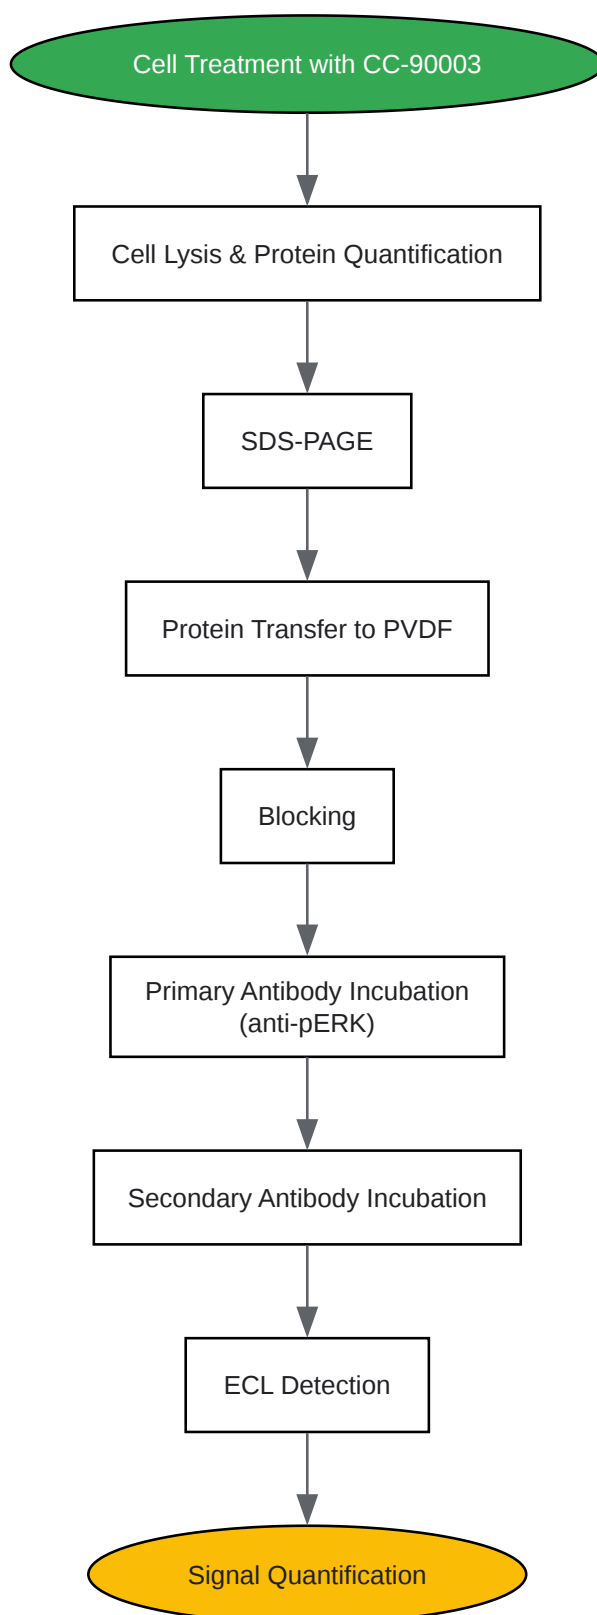 Cell Treatment with CC-90003
Cell Lysis & Protein Quantification
SDS-PAGE
Protein Transfer to PVDF
Blocking
Primary Antibody Incubation
(anti-pERK)
Secondary Antibody Incubation
ECL Detection
Signal Quantification